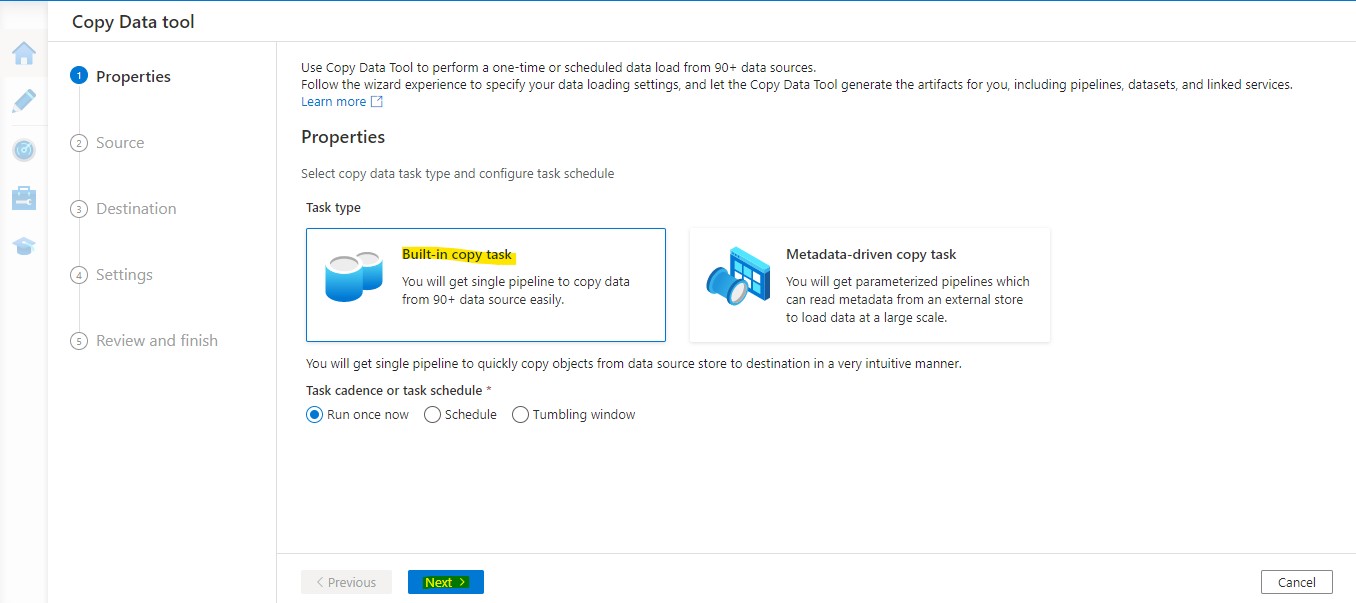 Copy Data tool
1 Properties
2 Source
3 Destination
4 Settings
5 Review and finish
Use Copy Data Tool to perform a one-time or scheduled data load from 90+ data sources.
Follow the wizard experience to specify your data loading settings, and let the Copy Data Tool generate the artifacts for you, including pipelines, datasets, and linked services.
Learn more
Properties
Select copy data task type and configure task schedule
Task type
Built-in copy task
You will get single pipeline to copy data
from 90+ data source easily.
Metadata-driven copy task
You will get parameterized pipelines which
can read metadata from an external store
to load data at a large scale.
You will get single pipeline to quickly copy objects from data source store to destination in a very intuitive manner.
Task cadence or task schedule *
Run once now Schedule Tumbling window
< Previous Next > Cancel